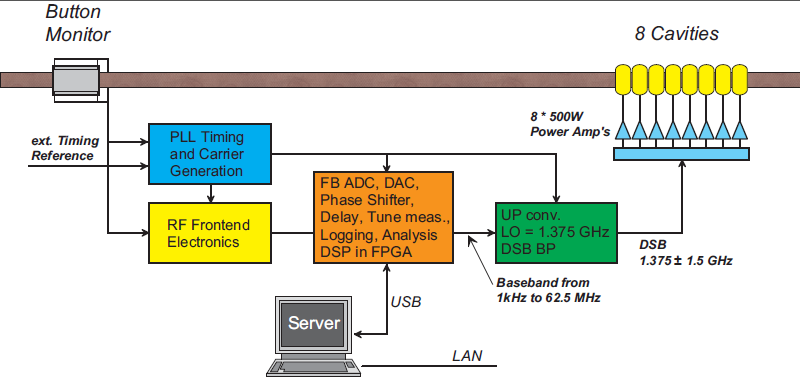 Button
Monitor
8 Cavities
8 * 500W
Power Amp's
ext. Timing
Reference
PLL Timing
and Carrier
Generation
RF Frontend
Electronics
FB ADC, DAC,
Phase Shifter,
Delay, Tune meas.,
Logging, Analysis
DSP in FPGA
UP conv.
LO = 1.375 GHz
DSB BP
DSB
1.375 ± 1.5 GHz
Baseband from
1kHz to 62.5 MHz
USB
Server
LAN